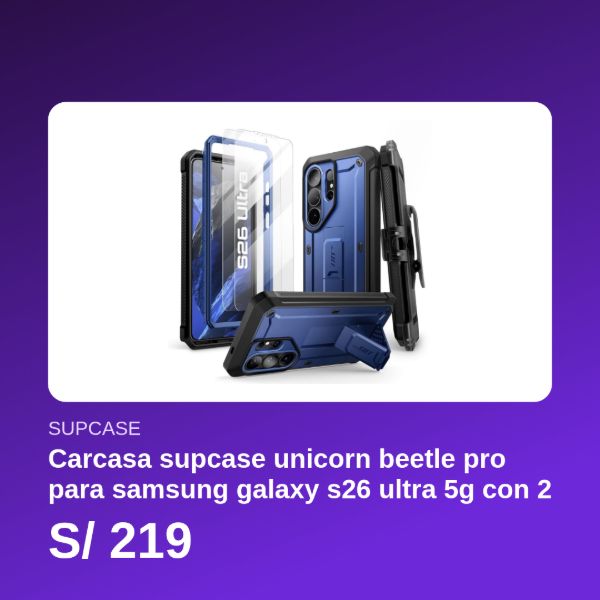 S26 Ultra
SUPCASE
Carcasa supcase unicorn beetle pro
para samsung galaxy s26 ultra 5g con 2
S/ 219